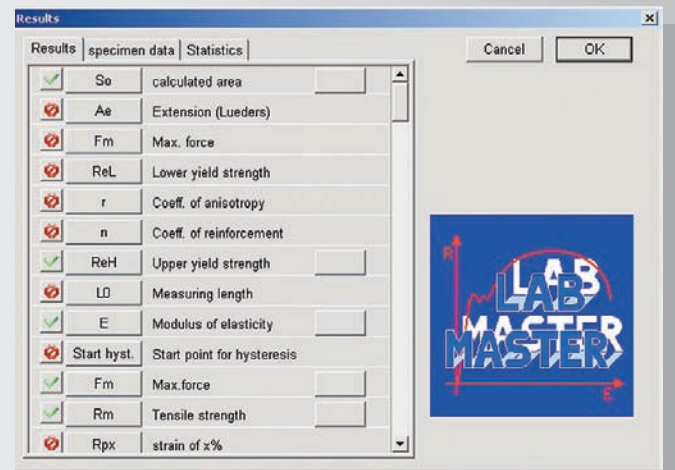 Results
Results specimen data Statistics Cancel OK
So calculated area
Ae Extension (Lueders)
Fm Max. force
ReL Lower yield strength
r Coeff. of anisotropy
n Coeff. of reinforcement
ReH Upper yield strength
L0 Measuring length
E Modulus of elasticity
Start hyst. Start point for hysteresis
Fm Max.force
Rm Tensile strength
Rpx strain of x%
R
LAB
MASTER
E